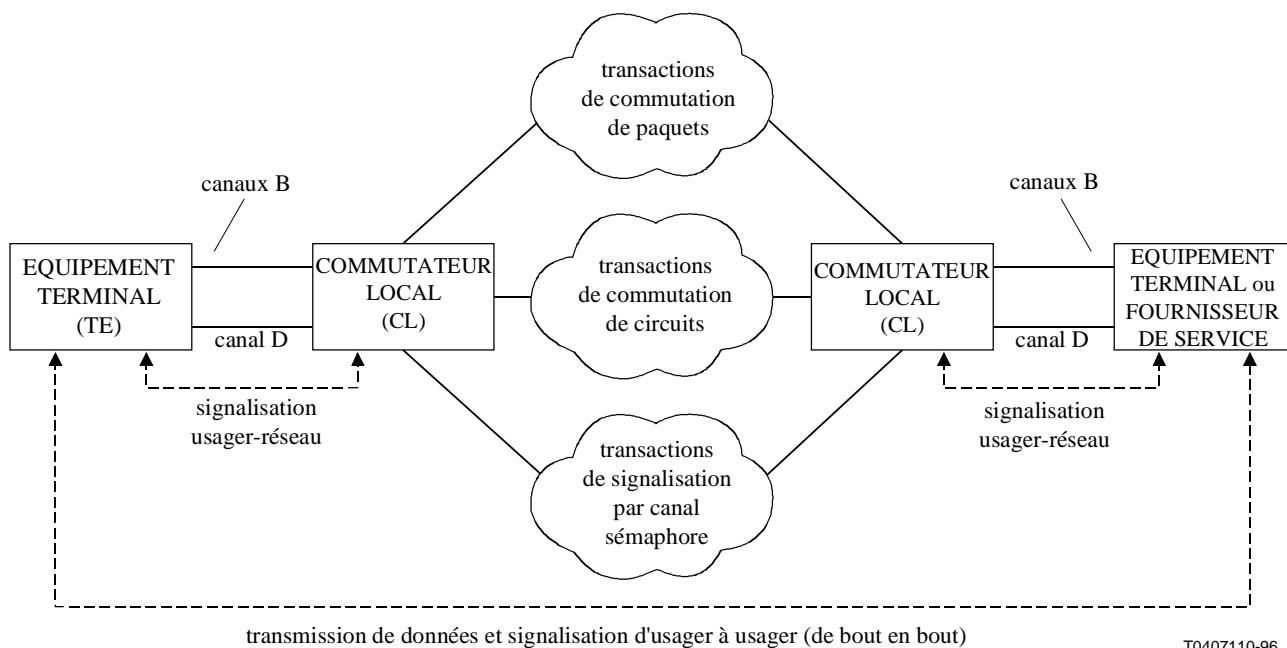 transactions
de commutation
de paquets
canaux B
canaux B
EQUIPEMENT
TERMINAL
(TE)
COMMUTATEUR
LOCAL
(CL)
transactions
de commutation
de circuits
COMMUTATEUR
LOCAL
(CL)
EQUIPEMENT
TERMINAL ou
FOURNISSEUR
DE SERVICE
canal D
canal D
signalisation
usager-réseau
transactions
de signalisation
par canal
sémaphore
signalisation
usager-réseau
transmission de données et signalisation d'usager à usager (de bout en bout)
T0407110-96